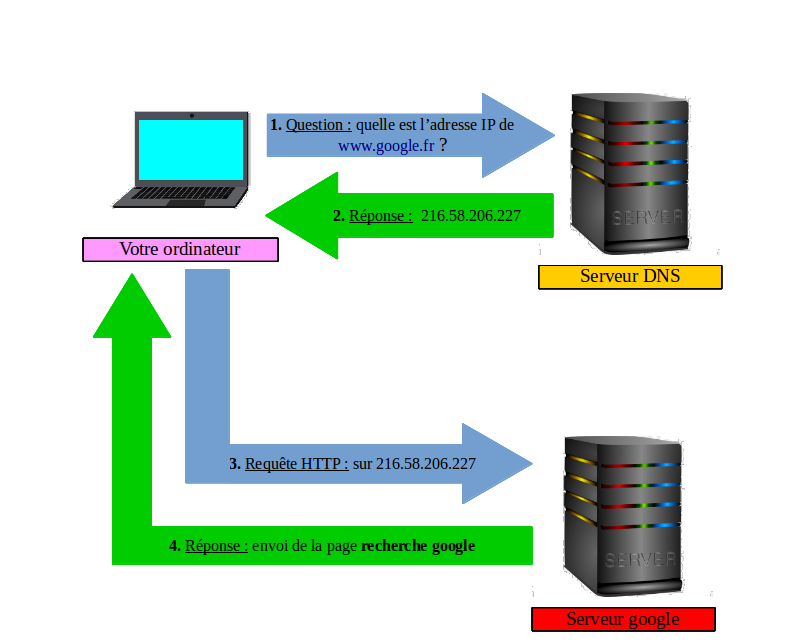 1. Question : quelle est l’adresse IP de
www.google.fr ?
SERVER
2. Réponse : 216.58.206.227
Votre ordinateur
Serveur DNS
3. Requête HTTP : sur 216.58.206.227
4. Réponse : envoi de la page recherche google
SERVER
Serveur google